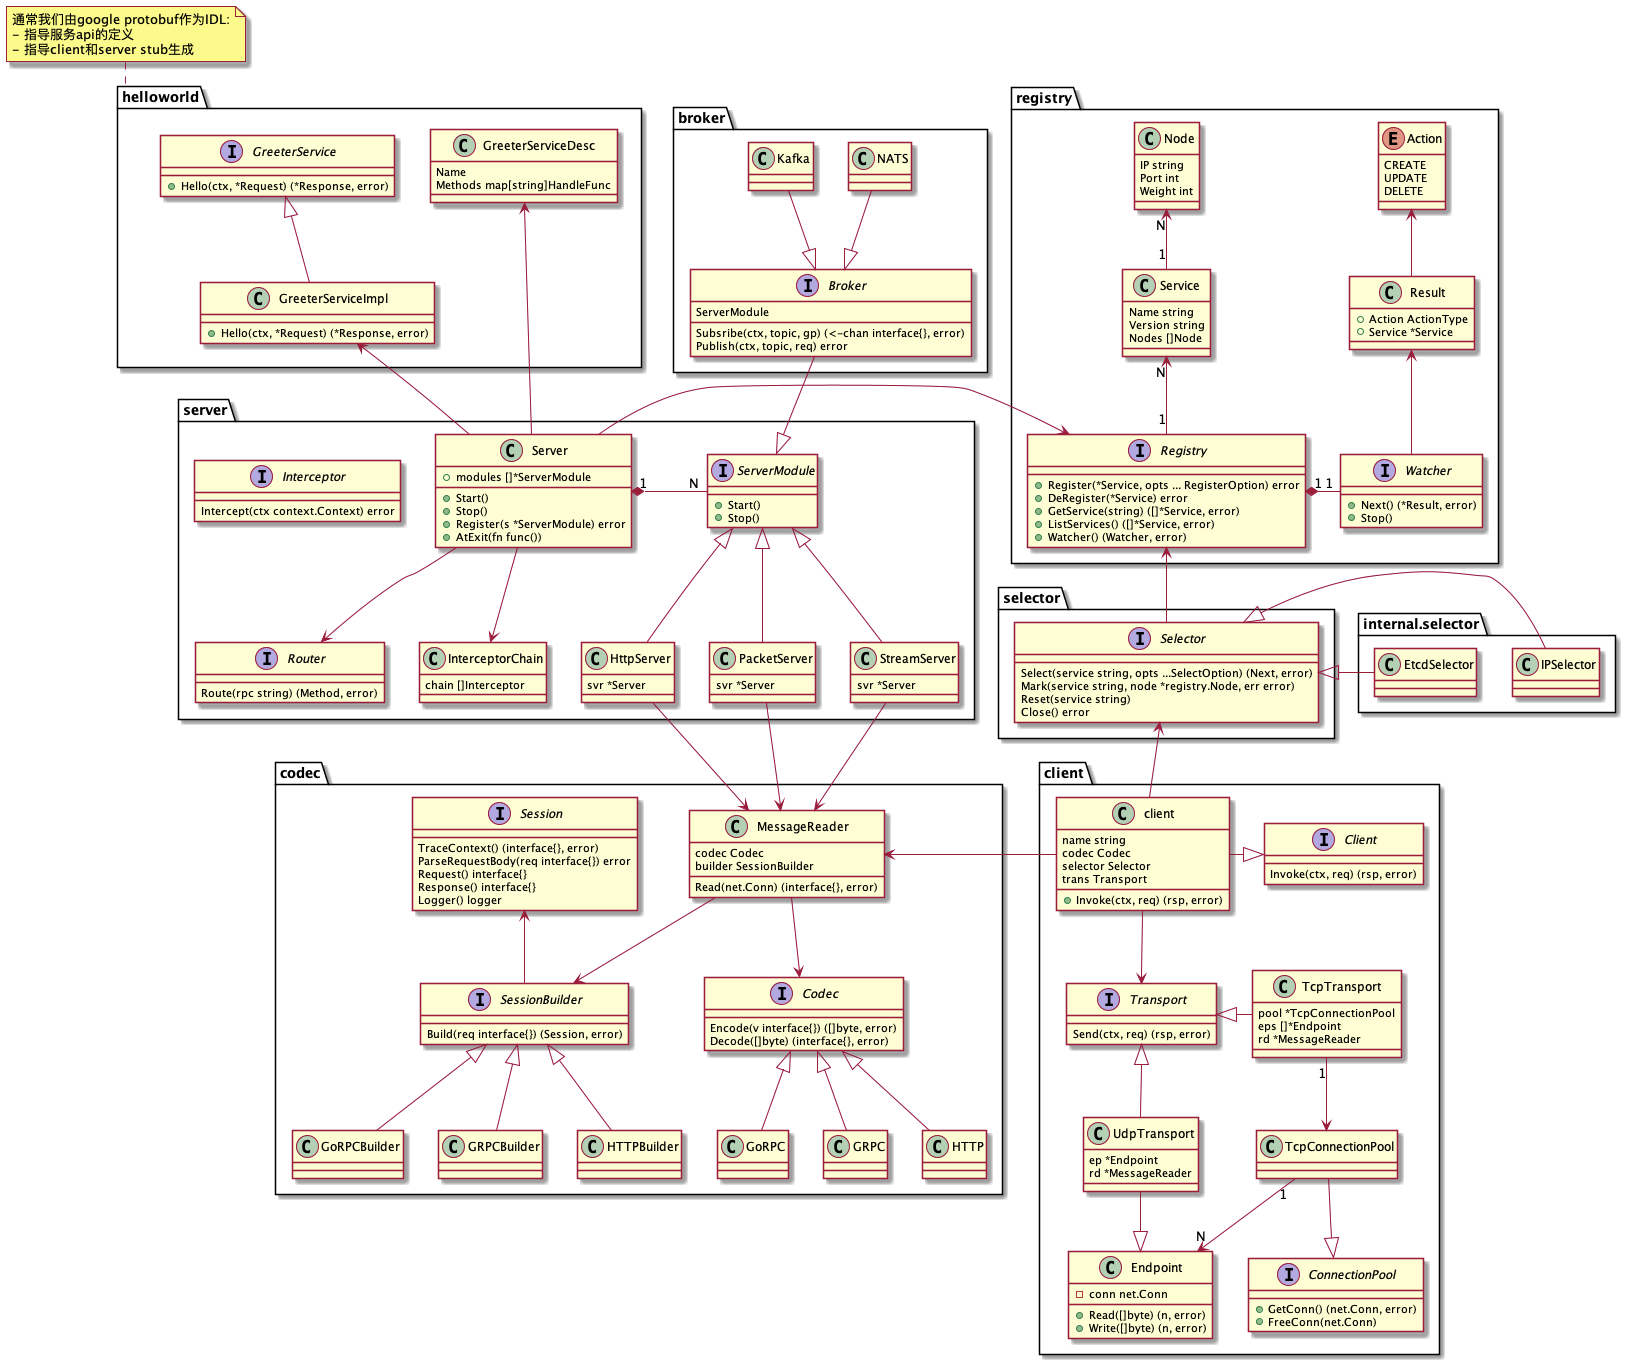 通常我们由google protobuf作为IDL:
- 指导服务api的定义
- 指导client和server stub生成
helloworld
I GreeterService
Hello(ctx, *Request) (*Response, error)
C GreeterServiceDesc
Name
Methods map[string]HandleFunc
C GreeterServiceImpl
Hello(ctx, *Request) (*Response, error)
broker
C Kafka
C NATS
I Broker
ServerModule
Subsribe(ctx, topic, gp) (<-chan interface{}, error)
Publish(ctx, topic, req) error
registry
C Node
IP string
Port int
Weight int
E Action
CREATE
UPDATE
DELETE
N
1
C Service
Name string
Version string
Nodes []Node
C Result
Action ActionType
Service *Service
N
1
I Registry
Register(*Service, opts ... RegisterOption) error
DeRegister(*Service) error
GetService(string) ([]*Service, error)
ListServices() ([]*Service, error)
Watcher() (Watcher, error)
1 1
I Watcher
Next() (*Result, error)
Stop()
server
I Interceptor
Intercept(ctx context.Context) error
C Server
modules []*ServerModule
Start()
Stop()
Register(s *ServerModule) error
AtExit(fn func())
1 N
I ServerModule
Start()
Stop()
I Router
Route(rpc string) (Method, error)
C InterceptorChain
chain []Interceptor
C HttpServer
svr *Server
C PacketServer
svr *Server
C StreamServer
svr *Server
selector
I Selector
Select(service string, opts ...SelectOption) (Next, error)
Mark(service string, node *registry.Node, err error)
Reset(service string)
Close() error
internal.selector
C EtcdSelector
C IPSelector
codec
I Session
TraceContext() (interface{}, error)
ParseRequestBody(req interface{}) error
Request() interface{}
Response() interface{}
Logger() logger
C MessageReader
codec Codec
builder SessionBuilder
Read(net.Conn) (interface{}, error)
I SessionBuilder
Build(req interface{}) (Session, error)
I Codec
Encode(v interface{}) ([]byte, error)
Decode([]byte) (interface{}, error)
C GoRPCBuilder
C GRPCBuilder
C HTTPBuilder
C GoRPC
C GRPC
C HTTP
client
C client
name string
codec Codec
selector Selector
trans Transport
Invoke(ctx, req) (rsp, error)
I Client
Invoke(ctx, req) (rsp, error)
I Transport
Send(ctx, req) (rsp, error)
C TcpTransport
pool *TcpConnectionPool
eps []*Endpoint
rd *MessageReader
1
C UdpTransport
ep *Endpoint
rd *MessageReader
C TcpConnectionPool
1
N
C Endpoint
conn net.Conn
Read([]byte) (n, error)
Write([]byte) (n, error)
I ConnectionPool
GetConn() (net.Conn, error)
FreeConn(net.Conn)